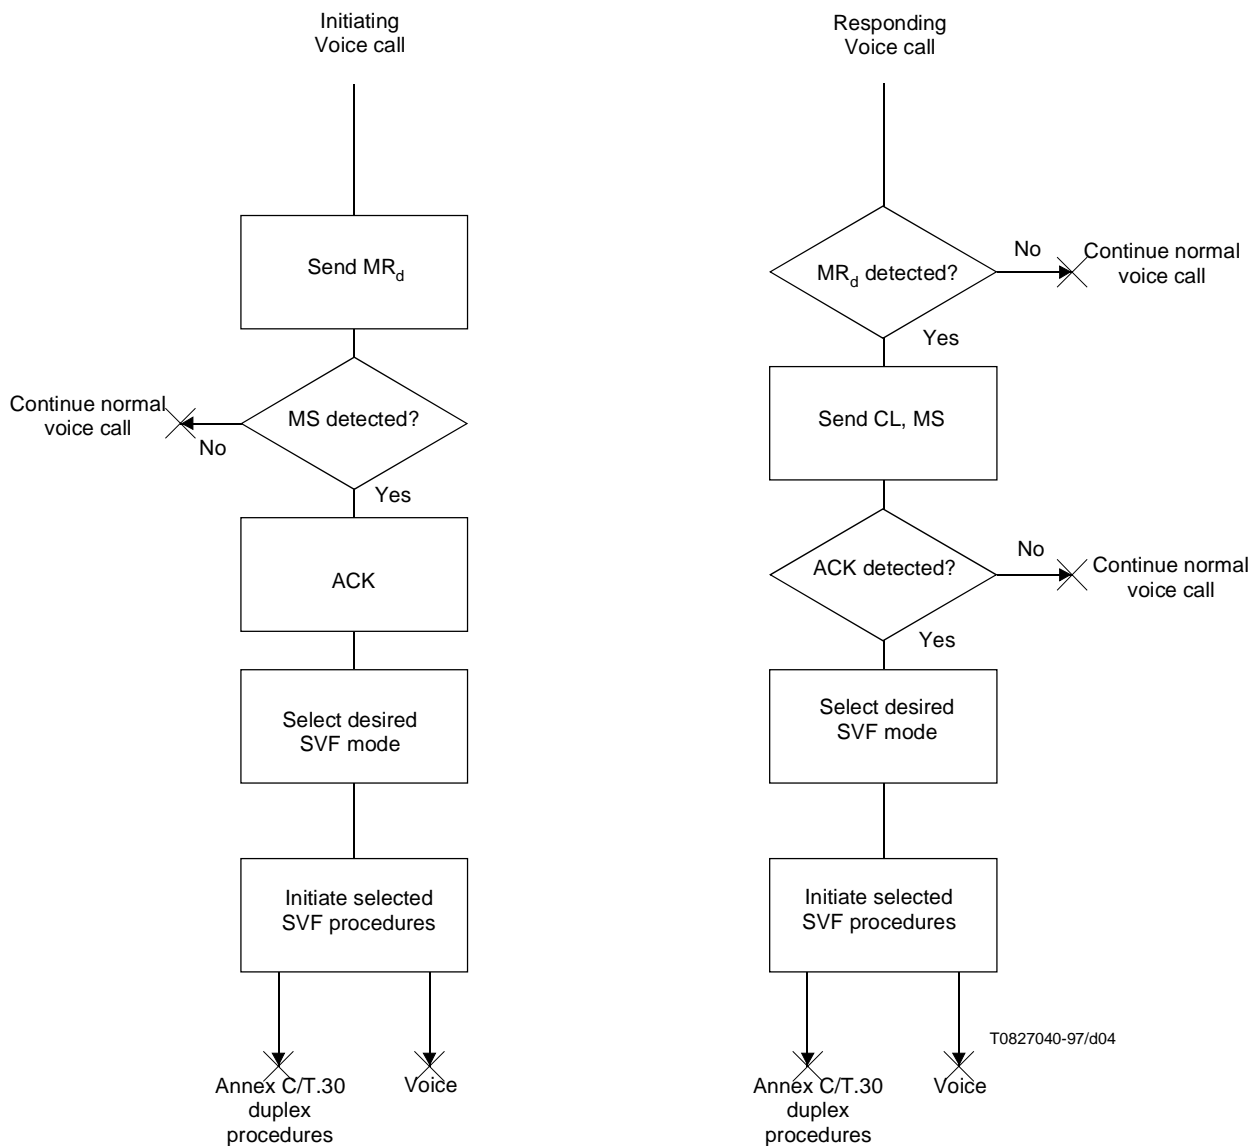 Initiating
Voice call
Send MRd
MS detected?
Continue normal
voice call
No
Yes
ACK
Select desired
SVF mode
Initiate selected
SVF procedures
Annex C/T.30
duplex
procedures
Voice
Responding
Voice call
MRd detected?
No
Continue normal
voice call
Yes
Send CL, MS
ACK detected?
No
Continue normal
voice call
Yes
Select desired
SVF mode
Initiate selected
SVF procedures
Annex C/T.30
duplex
procedures
Voice
T0827040-97/d04